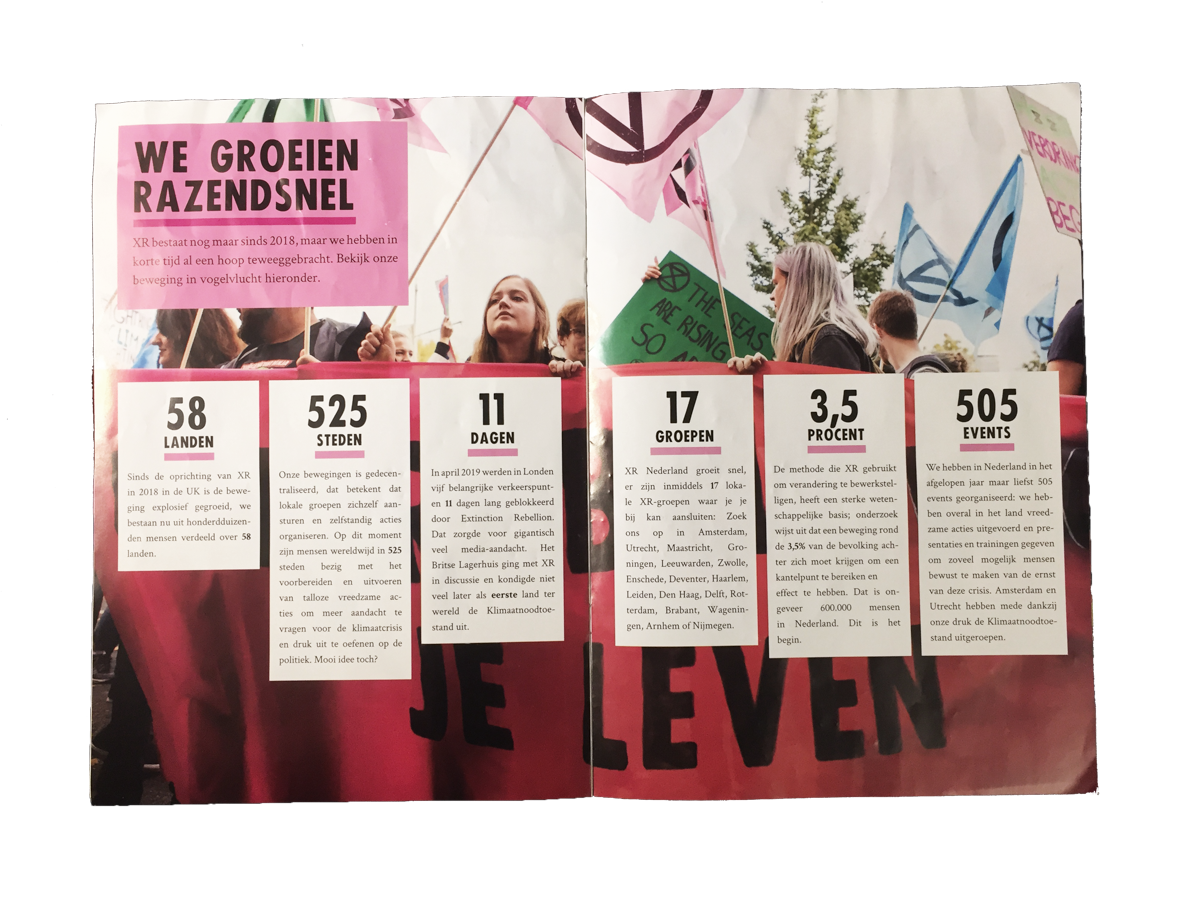 WE GROEIEN
RAZENDSNEL
XR bestaat nog maar sinds 2018, maar we hebben in
korte tijd al een hoop teweeggebracht. Bekijk onze
beweging in vogelvlucht hieronder.
THE SEAS
ARE RISING
SO
VERDRINK
BEG
58
LANDEN
Sinds de oprichting van XR
in 2018 in de UK is de bewe-
ging explosief gegroeid, we
bestaan nu uit honderdduizen-
den mensen verdeeld over 58
landen.
525
STEDEN
Onze bewegingen is gedecen-
traliseerd, dat betekent dat
lokale groepen zichzelf aan-
sturen en zelfstandig acties
organiseren. Op dit moment
zijn mensen wereldwijd in 525
steden bezig met het
voorbereiden en uitvoeren
van talloze vreedzame ac-
ties om meer aandacht te
vragen voor de klimaatcrisis
en druk uit te oefenen op de
politiek. Mooi idee toch?
11
DAGEN
In april 2019 werden in Londen
vijf belangrijke verkeerspunt-
en 11 dagen lang geblokkeerd
door Extinction Rebellion.
Dat zorgde voor gigantisch
veel media-aandacht. Het
Britse Lagerhuis ging met XR
in discussie en kondigde niet
veel later als eerste land ter
wereld de Klimaatnoodtoe-
stand uit.
17
GROEPEN
XR Nederland groeit snel,
er zijn inmiddels 17 loka-
le XR-groepen waar je je
bij kan aansluiten: Zoek
ons op in Amsterdam,
Utrecht, Maastricht, Gro-
ningen, Leeuwarden, Zwolle,
Enschede, Deventer, Haarlem,
Leiden, Den Haag, Delft, Rot-
terdam, Brabant, Wagenin-
gen, Arnhem of Nijmegen.
3,5
PROCENT
De methode die XR gebruikt
om verandering te bewerkstel-
ligen, heeft een sterke weten-
schappelijke basis; onderzoek
wijst uit dat een beweging rond
de 3,5% van de bevolking ach-
ter zich moet krijgen om een
kantelpunt te bereiken en
effect te hebben. Dat is on-
geveer 600.000 mensen
in Nederland. Dit is het
begin.
505
EVENTS
We hebben in Nederland in het
afgelopen jaar maar liefst 505
events georganiseerd: we heb-
ben overal in het land vreed-
zame acties uitgevoerd en pre-
sentaties en trainingen gegeven
om zoveel mogelijk mensen
bewust te maken van de ernst
van deze crisis. Amsterdam en
Utrecht hebben mede dankzij
onze druk de Klimaatnoodtoe-
stand uitgeroepen.
JE LEVEN